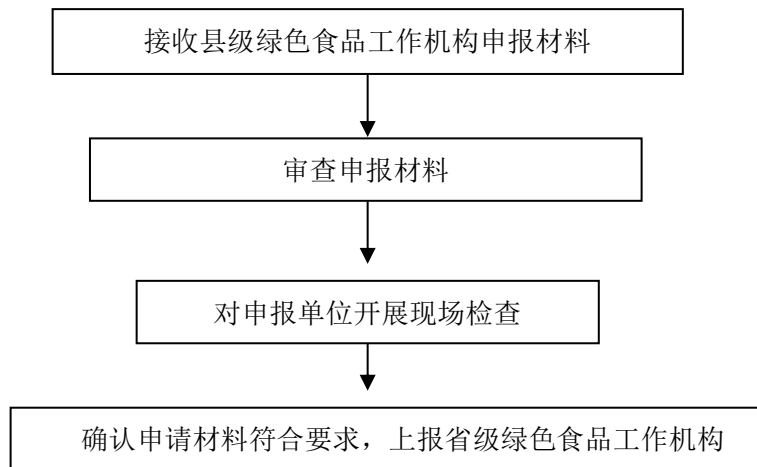 接收县级绿色食品工作机构申报材料
审查申报材料
对申报单位开展现场检查
确认申请材料符合要求，上报省级绿色食品工作机构